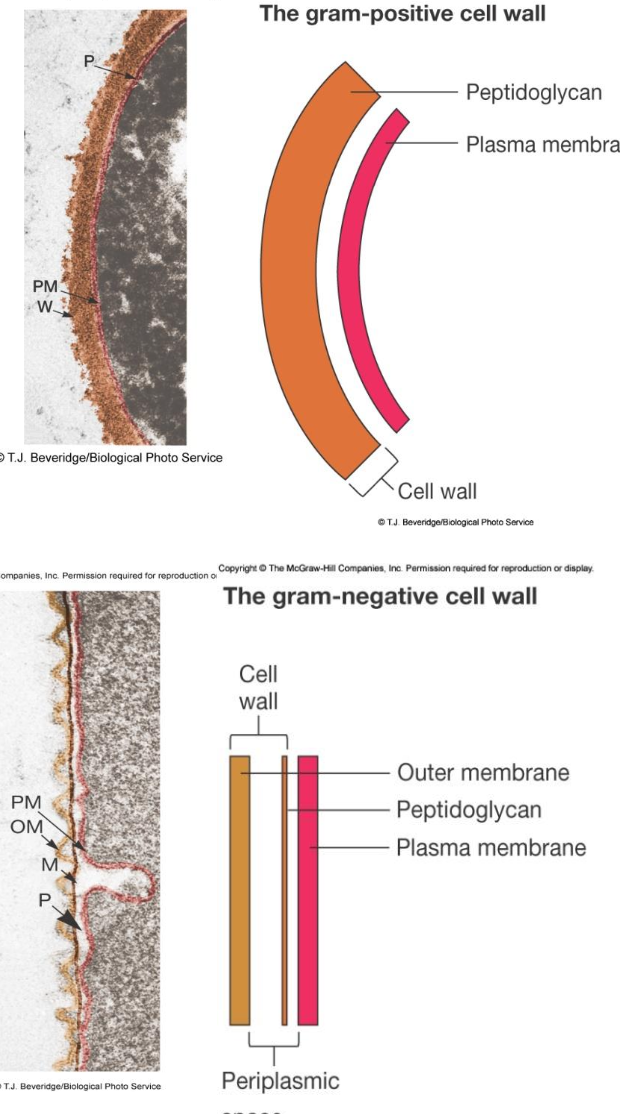 The gram-positive cell wall
P
Peptidoglycan
Plasma membra
PM
W
© T.J. Beveridge/Biological Photo Service
Cell wall
© T.J. Beveridge/Biological Photo Service
ompanies, Inc. Permission required for reproduction o
Copyright © The McGraw-Hill Companies, Inc. Permission required for reproduction or display.
The gram-negative cell wall
Cell
wall
Outer membrane
Peptidoglycan
Plasma membrane
PM
OM
M
P
Periplasmic
© T.J. Beveridge/Biological Photo Service